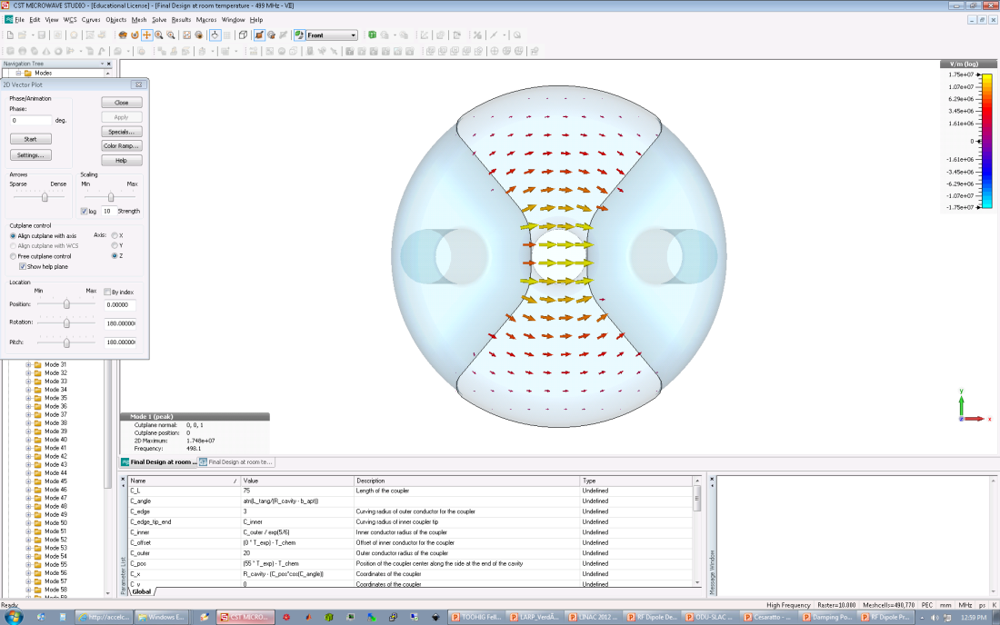 CST MICROWAVE STUDIO - [Educational License] - [Final Design at room temperature - 499 MHz - VII]
File Edit View WCS Curves Objects Mesh Solve Results Macros Window Help
Front
Navigation Tree
Modes
2D Vector Plot
Phase/Animation
Phase:
0 deg.
Start
Settings...
Close
Apply
Specials...
Color Ramp...
Help
Arrows
Sparse Dense
Scaling
Min Max
log 10 Strength
Cutplane control
Align cutplane with axis
Align cutplane with WCS
Free cutplane control
Show help plane
Axis: X
Y
Z
Location
Min Max By index
Position: 0.00000
Rotation: 180.00000
Pitch: 180.00000
Mode 31
Mode 32
Mode 33
Mode 34
Mode 35
Mode 36
Mode 37
Mode 38
Mode 39
Mode 40
Mode 41
Mode 42
Mode 43
Mode 44
Mode 45
Mode 46
Mode 47
Mode 48
Mode 49
Mode 50
Mode 51
Mode 52
Mode 53
Mode 54
Mode 55
Mode 56
Mode 57
Mode 58
Mode 59
V/m (log)
1.75e+07
1.07e+07
6.29e+06
3.45e+06
1.61e+06
0
-1.61e+06
-3.45e+06
-6.29e+06
-1.07e+07
-1.75e+07
y
z
x
Mode 1 (peak)
Cutplane normal: 0, 0, 1
Cutplane position: 0
2D Maximum: 1.748e+07
Frequency: 498.1
Final Design at room ... Final Design at room te...
Name / Value Description Type
C_L 75 Length of the coupler Undefined
C_angle atn(L_tang/(R_cavity - b_apt)) Undefined
C_edge 3 Curving radius of outer conductor for the coupler Undefined
C_edge_tip_end C_inner Curving radius of inner coupler tip Undefined
C_inner C_outer / exp(5/6) Inner conductor radius of the coupler Undefined
C_offset (0 * T_exp) - T_chem Offset of inner conductor for the coupler Undefined
C_outer 20 Outer conductor radius of the coupler Undefined
C_pos (55 * T_exp) - T_chem Position of the coupler center along the side at the end of the cavity Undefined
C_x R_cavity - (C_pos*cos(C_angle)) Coordinates of the coupler Undefined
C_y 0 Coordinates of the coupler Undefined
Global
Parameter List
Message Window
Ready
High Frequency Raster=10.000 Meshcells=490,770 PEC mm MHz ps K
http://accelc...
Windows E...
CST MICRO...
TOOHIG Fell...
LINAC 2012 ...
RF Dipole De...
ODU-SLAC ...
Cesaratto - ...
Damping Po...
http://pr...
12:59 PM